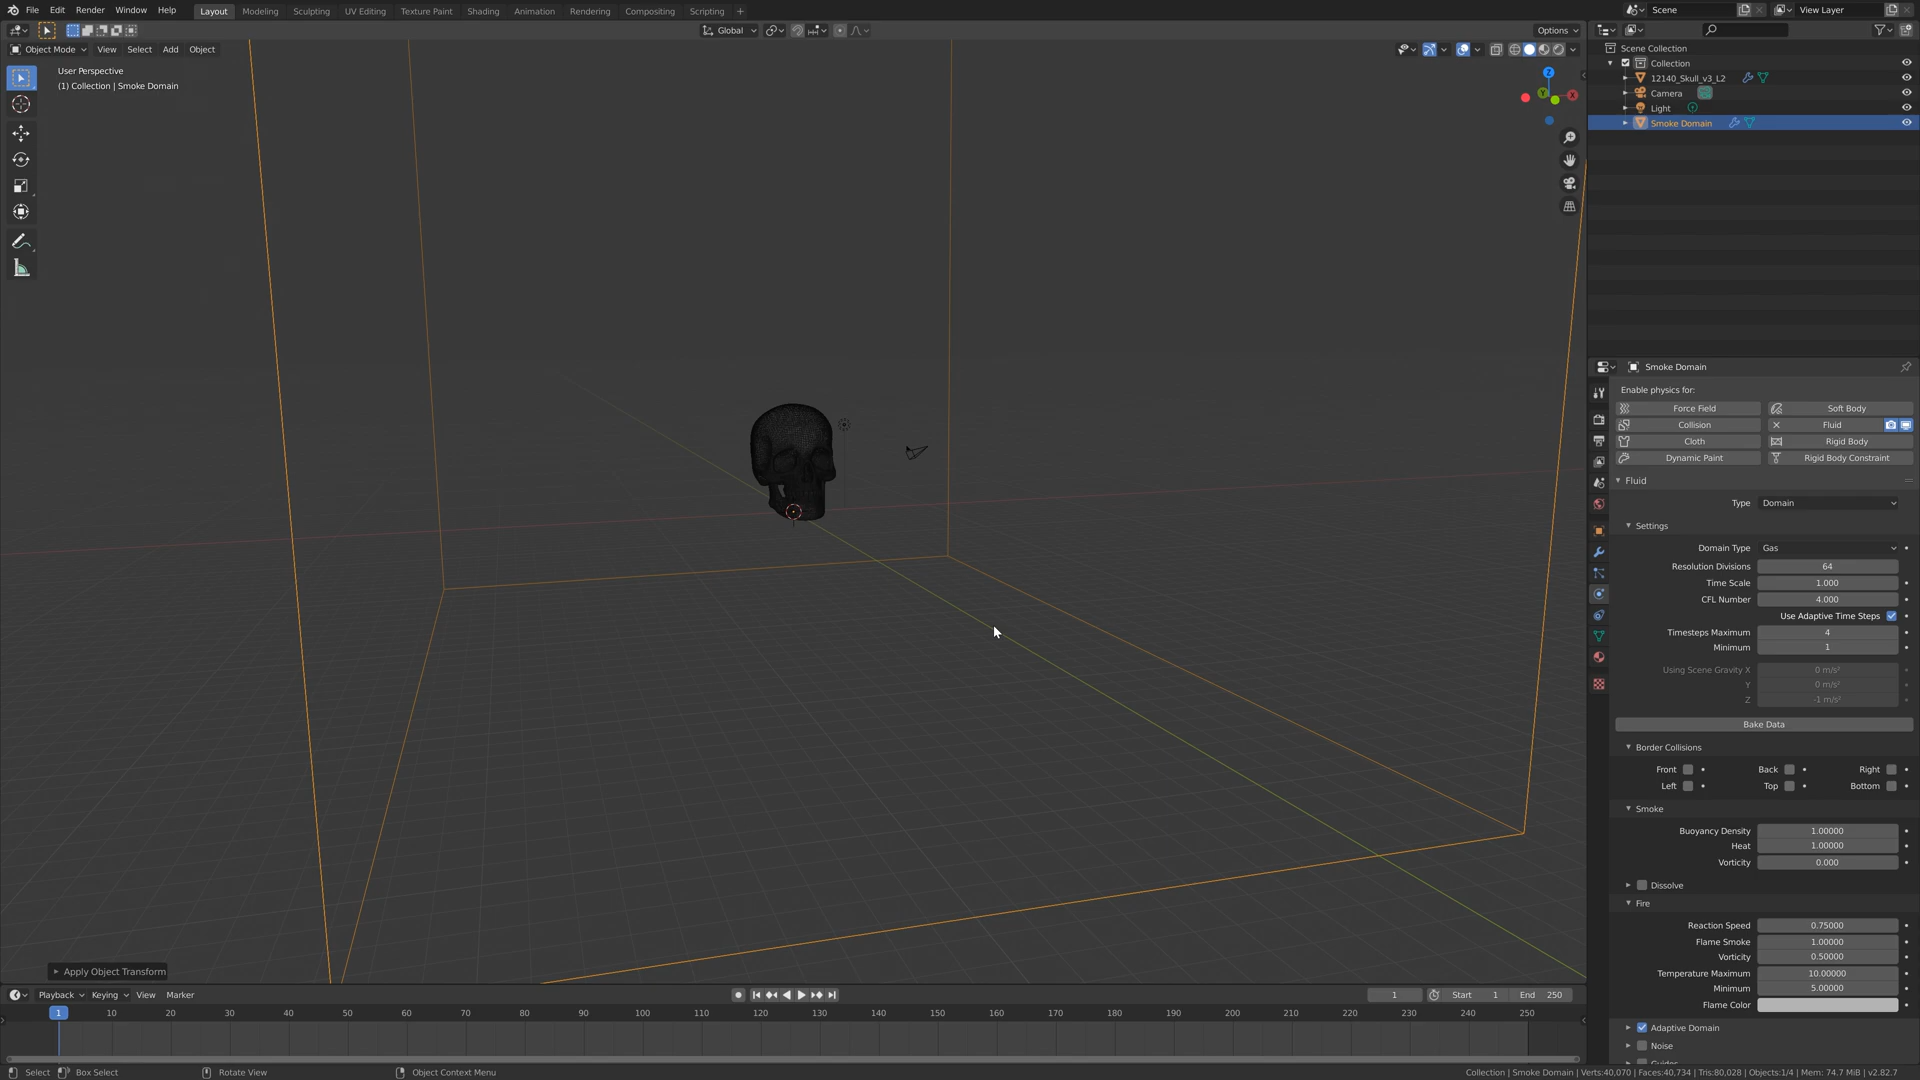 File Edit Render Window Help Layout Modeling Sculpting UV Editing Texture Paint Shading Animation Rendering Compositing Scripting + Scene View Layer
Global Options
Object Mode View Select Add Object
User Perspective
(1) Collection | Smoke Domain
Z
Y
X
Scene Collection
Collection
12140_Skull_v3_L2
Camera
Light
Smoke Domain
Smoke Domain
Enable physics for:
Force Field Soft Body
Collision Fluid
Cloth Rigid Body
Dynamic Paint Rigid Body Constraint
Fluid
Type Domain
Settings
Domain Type Gas
Resolution Divisions 64
Time Scale 1.000
CFL Number 4.000
Use Adaptive Time Steps
Timesteps Maximum 4
Minimum 1
Using Scene Gravity X 0 m/s²
Y 0 m/s²
Z -1 m/s²
Bake Data
Border Collisions
Front Back Right
Left Top Bottom
Smoke
Buoyancy Density 1.00000
Heat 1.00000
Vorticity 0.000
Dissolve
Fire
Reaction Speed 0.75000
Flame Smoke 1.00000
Vorticity 0.50000
Temperature Maximum 10.00000
Minimum 5.00000
Flame Color
Adaptive Domain
Noise
Guides
Apply Object Transform
Playback Keying View Marker 1 Start 1 End 250
1 10 20 30 40 50 60 70 80 90 100 110 120 130 140 150 160 170 180 190 200 210 220 230 240 250
Select Box Select Rotate View Object Context Menu Collection | Smoke Domain | Verts:40,070 | Faces:40,734 | Tris:80,028 | Objects:1/4 | Mem: 74.7 MiB | v2.82.7